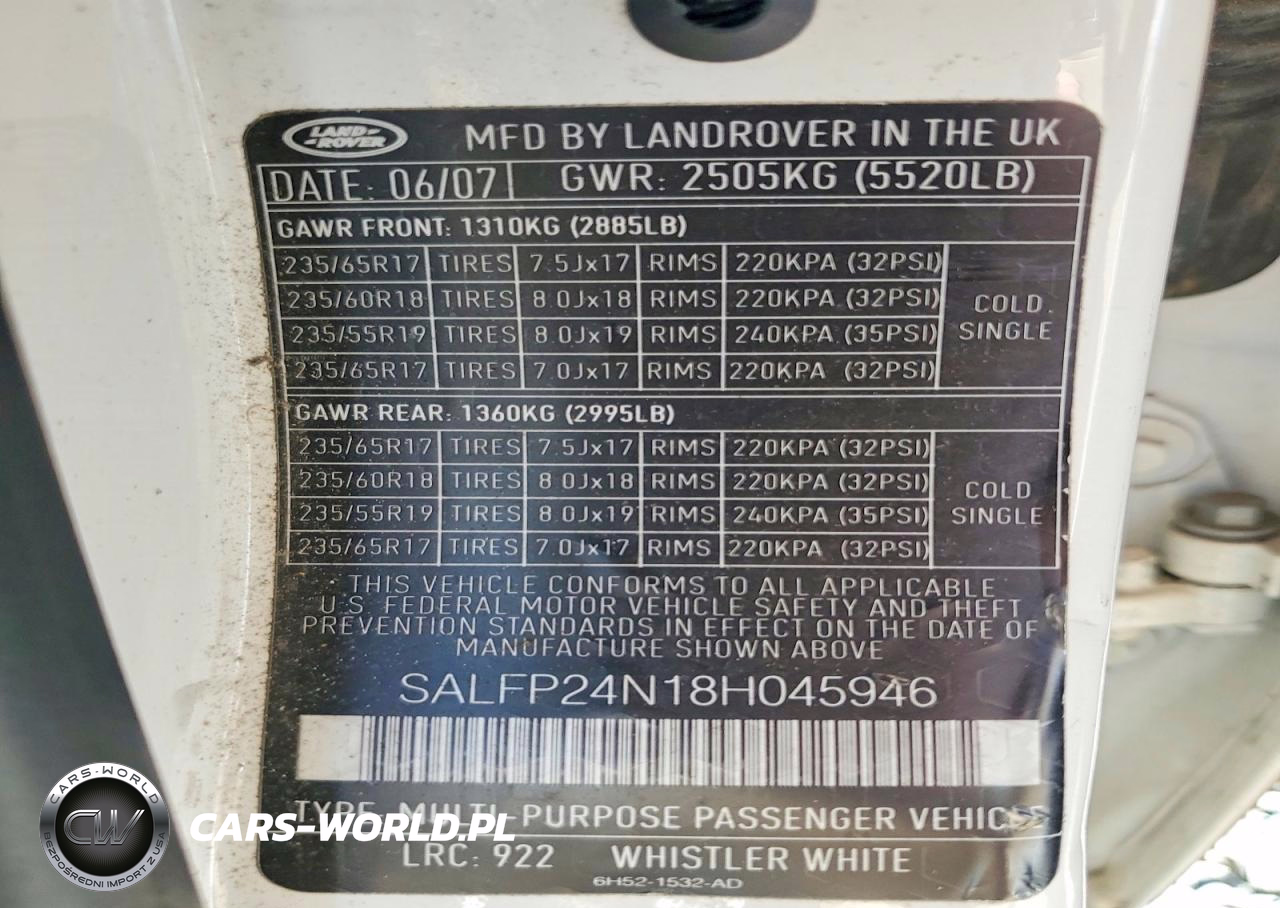 LAND ROVER MFD BY LANDROVER IN THE UK
DATE: 06/07 GWR: 2505KG (5520LB)
GAWR FRONT: 1310KG (2885LB)
235/65R17 TIRES 7.5Jx17 RIMS 220KPA (32PSI)
235/60R18 TIRES 8.0Jx18 RIMS 220KPA (32PSI)
235/55R19 TIRES 8.0Jx19 RIMS 240KPA (35PSI)
235/65R17 TIRES 7.0Jx17 RIMS 220KPA (32PSI)
COLD
SINGLE
GAWR REAR: 1360KG (2995LB)
235/65R17 TIRES 7.5Jx17 RIMS 220KPA (32PSI)
235/60R18 TIRES 8.0Jx18 RIMS 220KPA (32PSI)
235/55R19 TIRES 8.0Jx19 RIMS 240KPA (35PSI)
235/65R17 TIRES 7.0Jx17 RIMS 220KPA (32PSI)
COLD
SINGLE
THIS VEHICLE CONFORMS TO ALL APPLICABLE
U.S. FEDERAL MOTOR VEHICLE SAFETY AND THEFT
PREVENTION STANDARDS IN EFFECT ON THE DATE OF
MANUFACTURE SHOWN ABOVE
SALFP24N18H045946
TYPE: MULTI-PURPOSE PASSENGER VEHICLE
LRC: 922 WHISTLER WHITE
6H52-1532-AD
CARS-WORLD
CW
BEZPOŚREDNI IMPORT Z USA
CARS-WORLD.PL